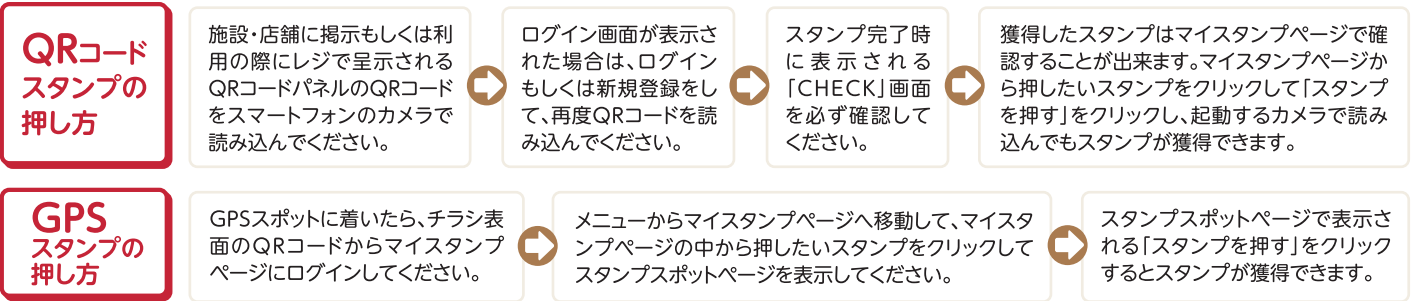 QRコード
スタンプの
押し方
施設・店舗に掲示もしくは利
用の際にレジで呈示される
QRコードパネルのQRコード
をスマートフォンのカメラで
読み込んでください。
ログイン画面が表示さ
れた場合は、ログイン
もしくは新規登録をし
て、再度QRコードを読
み込んでください。
スタンプ完了時
に表示される
「CHECK」画面
を必ず確認して
ください。
獲得したスタンプはマイスタンプページで確
認することが出来ます。マイスタンプページか
ら押したいスタンプをクリックして「スタンプ
を押す」をクリックし、起動するカメラで読み
込んでもスタンプが獲得できます。
GPS
スタンプの
押し方
GPSスポットに着いたら、チラシ表
面のQRコードからマイスタンプ
ページにログインしてください。
メニューからマイスタンプページへ移動して、マイスタ
ンプページの中から押したいスタンプをクリックして
スタンプスポットページを表示してください。
スタンプスポットページで表示さ
れる「スタンプを押す」をクリック
するとスタンプが獲得できます。